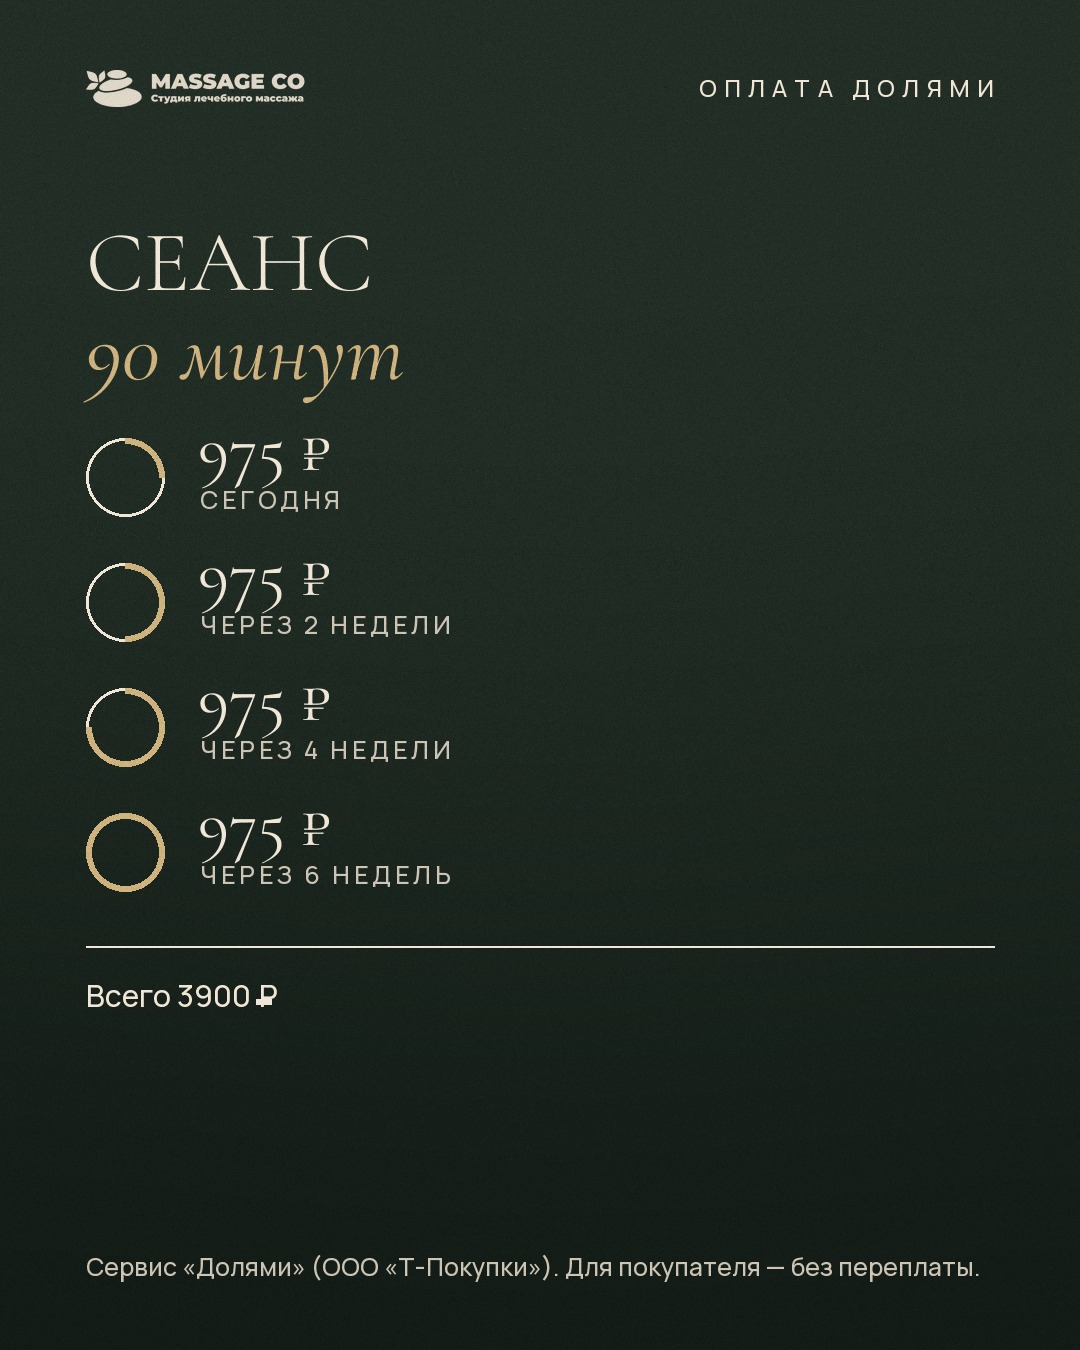 MASSAGE CO
Студия лечебного массажа
ОПЛАТА ДОЛЯМИ
СЕАНС
90 минут
975 ₽
СЕГОДНЯ
975 ₽
ЧЕРЕЗ 2 НЕДЕЛИ
975 ₽
ЧЕРЕЗ 4 НЕДЕЛИ
975 ₽
ЧЕРЕЗ 6 НЕДЕЛЬ
Всего 3900 ₽
Сервис «Долями» (ООО «Т-Покупки»). Для покупателя — без переплаты.